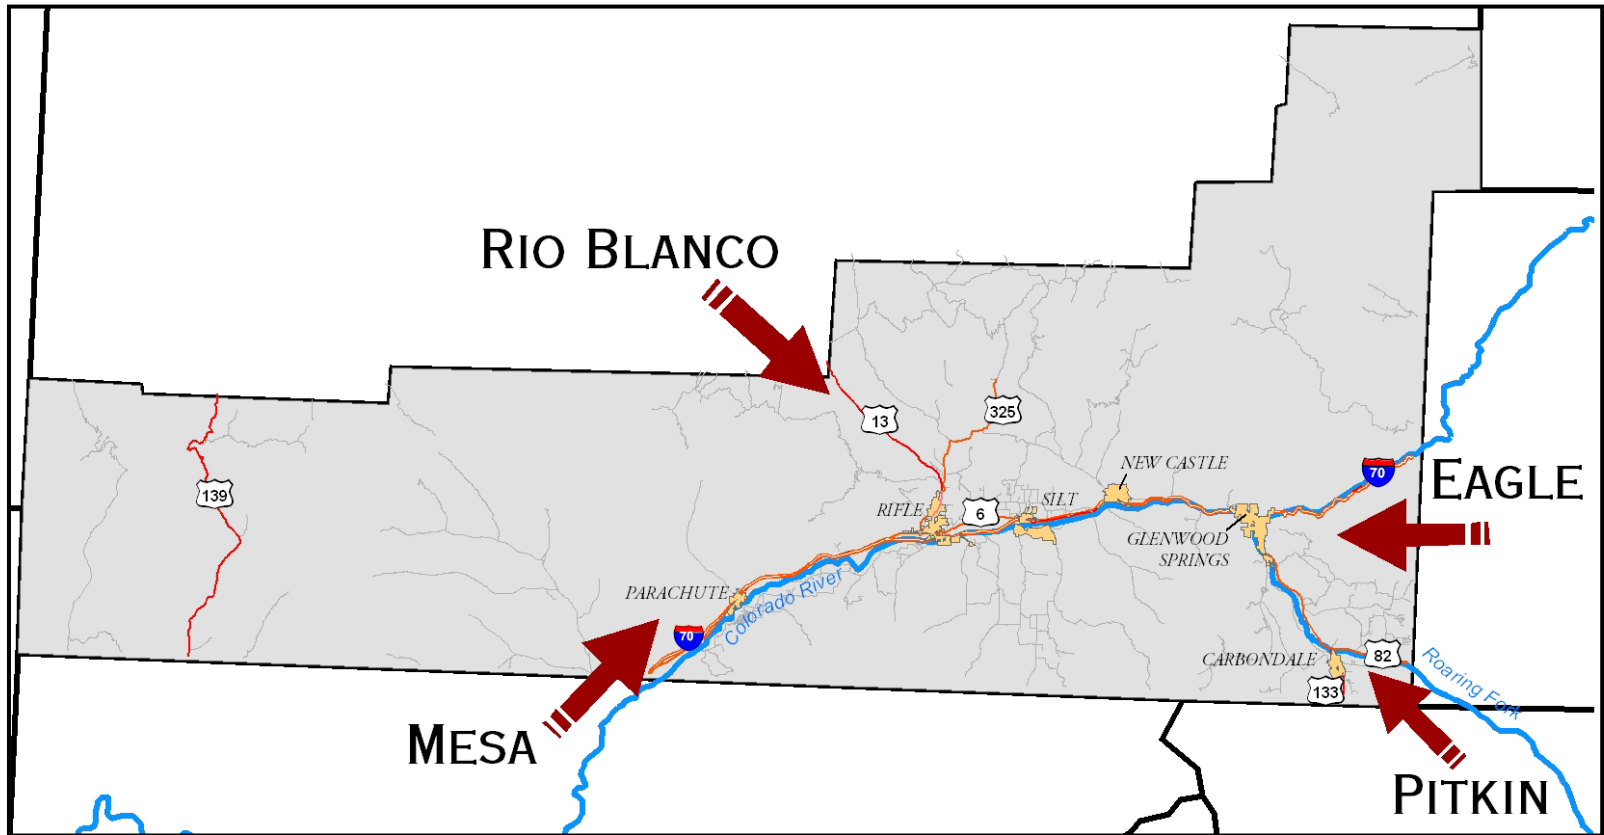 RIO BLANCO
13
325
139
NEW CASTLE
70
EAGLE
RIFLE
6
SILT
GLENWOOD
SPRINGS
PARACHUTE
Colorado River
70
CARBONDALE
82
Roaring Fork
133
MESA
PITKIN